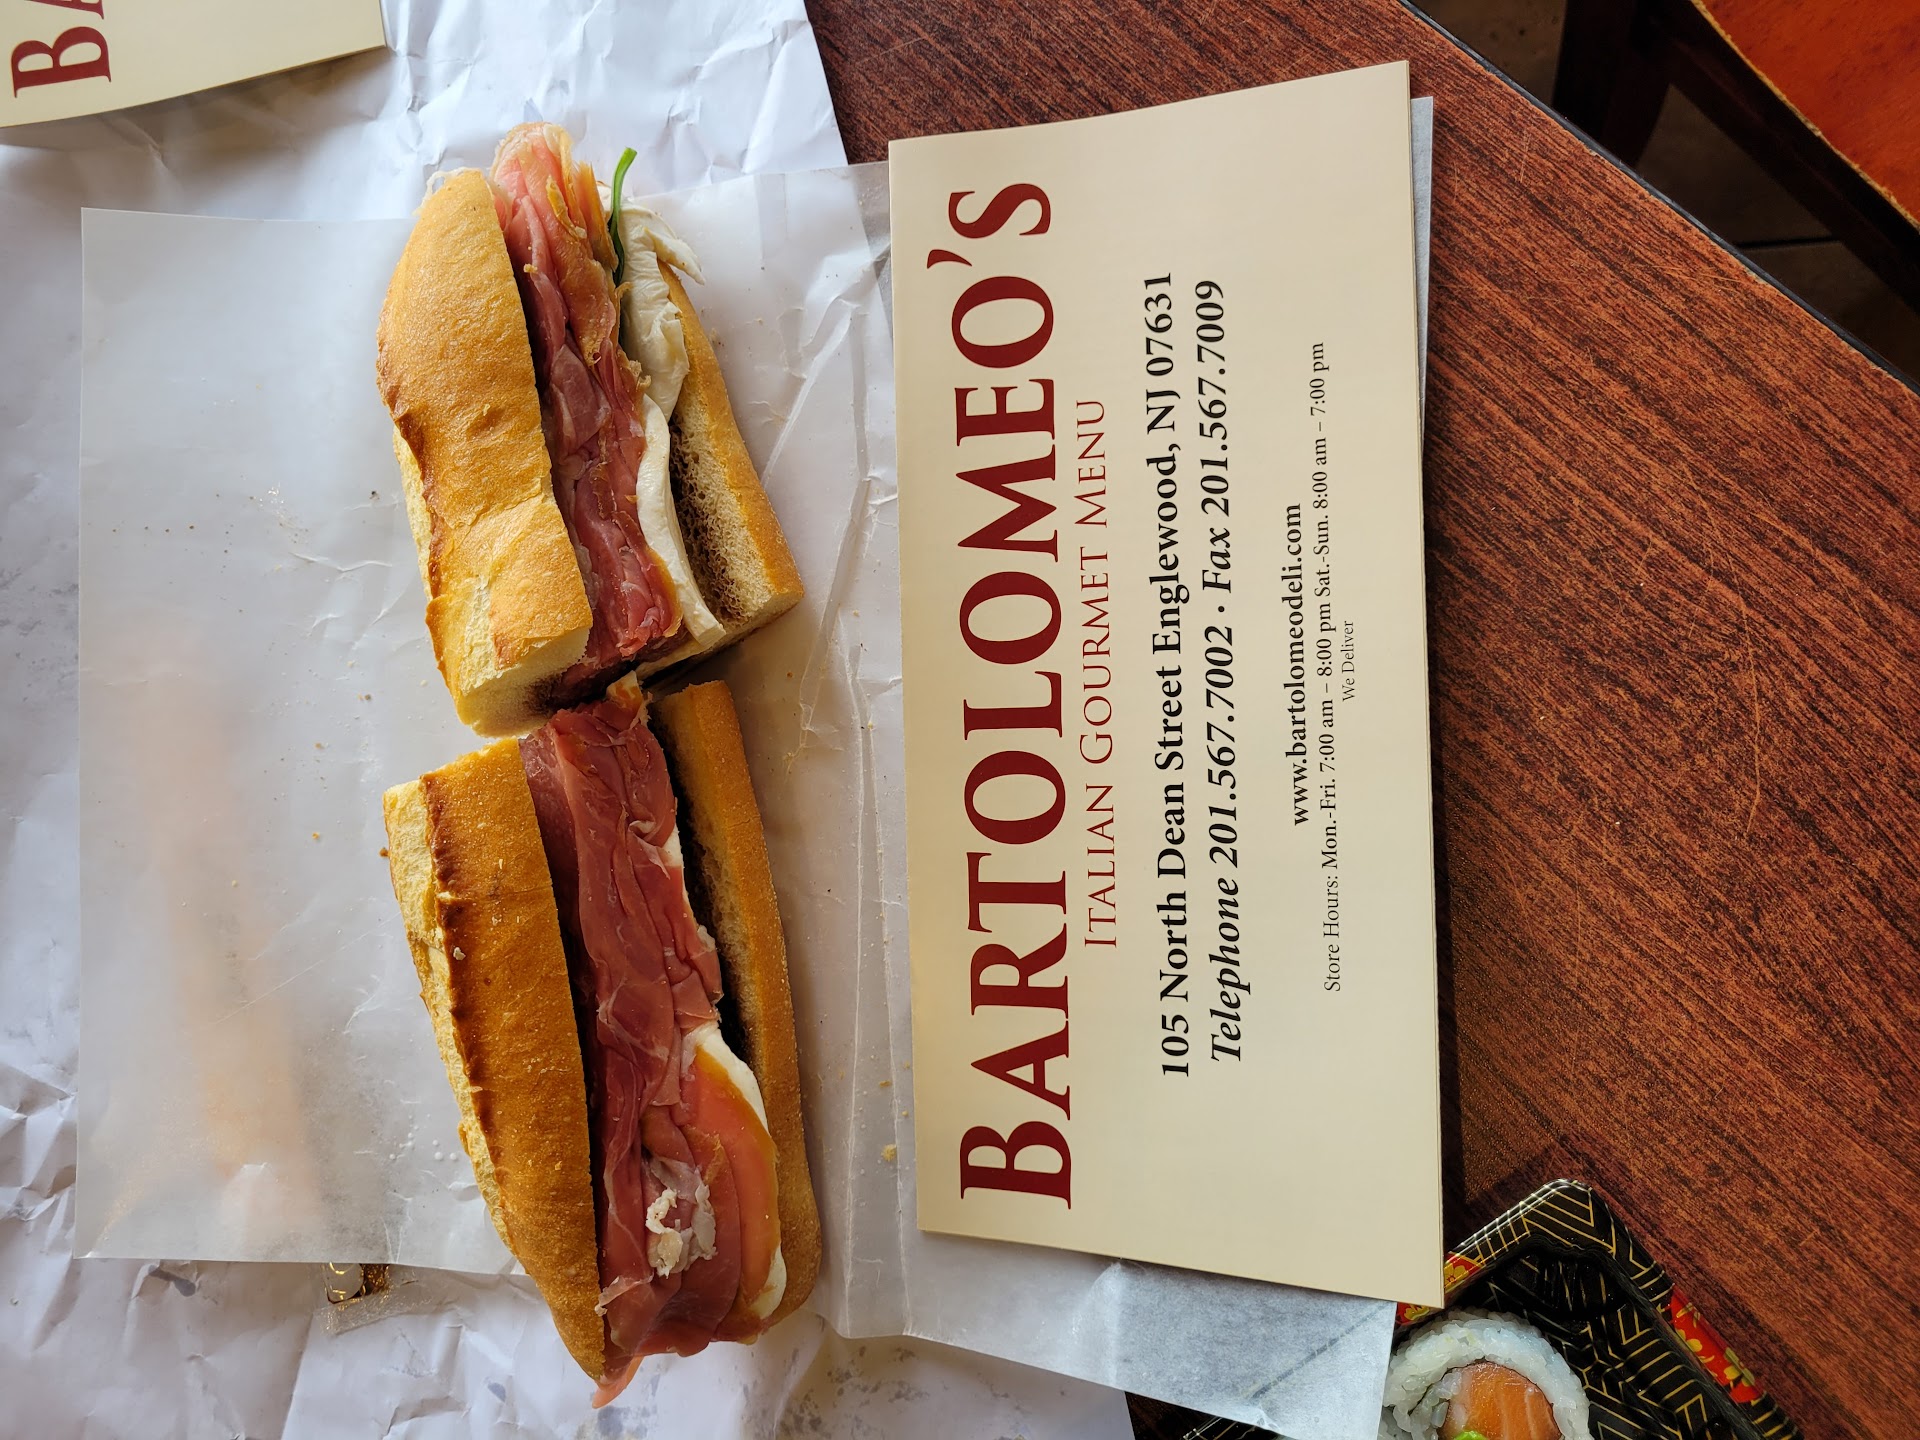 BARTOLOMEO'S
ITALIAN GOURMET MENU
105 North Dean Street Englewood, NJ 07631
Telephone 201.567.7002 · Fax 201.567.7009
www.bartolomeodeli.com
Store Hours: Mon.-Fri. 7:00 am – 8:00 pm Sat.-Sun. 8:00 am – 7:00 pm
We Deliver
BA